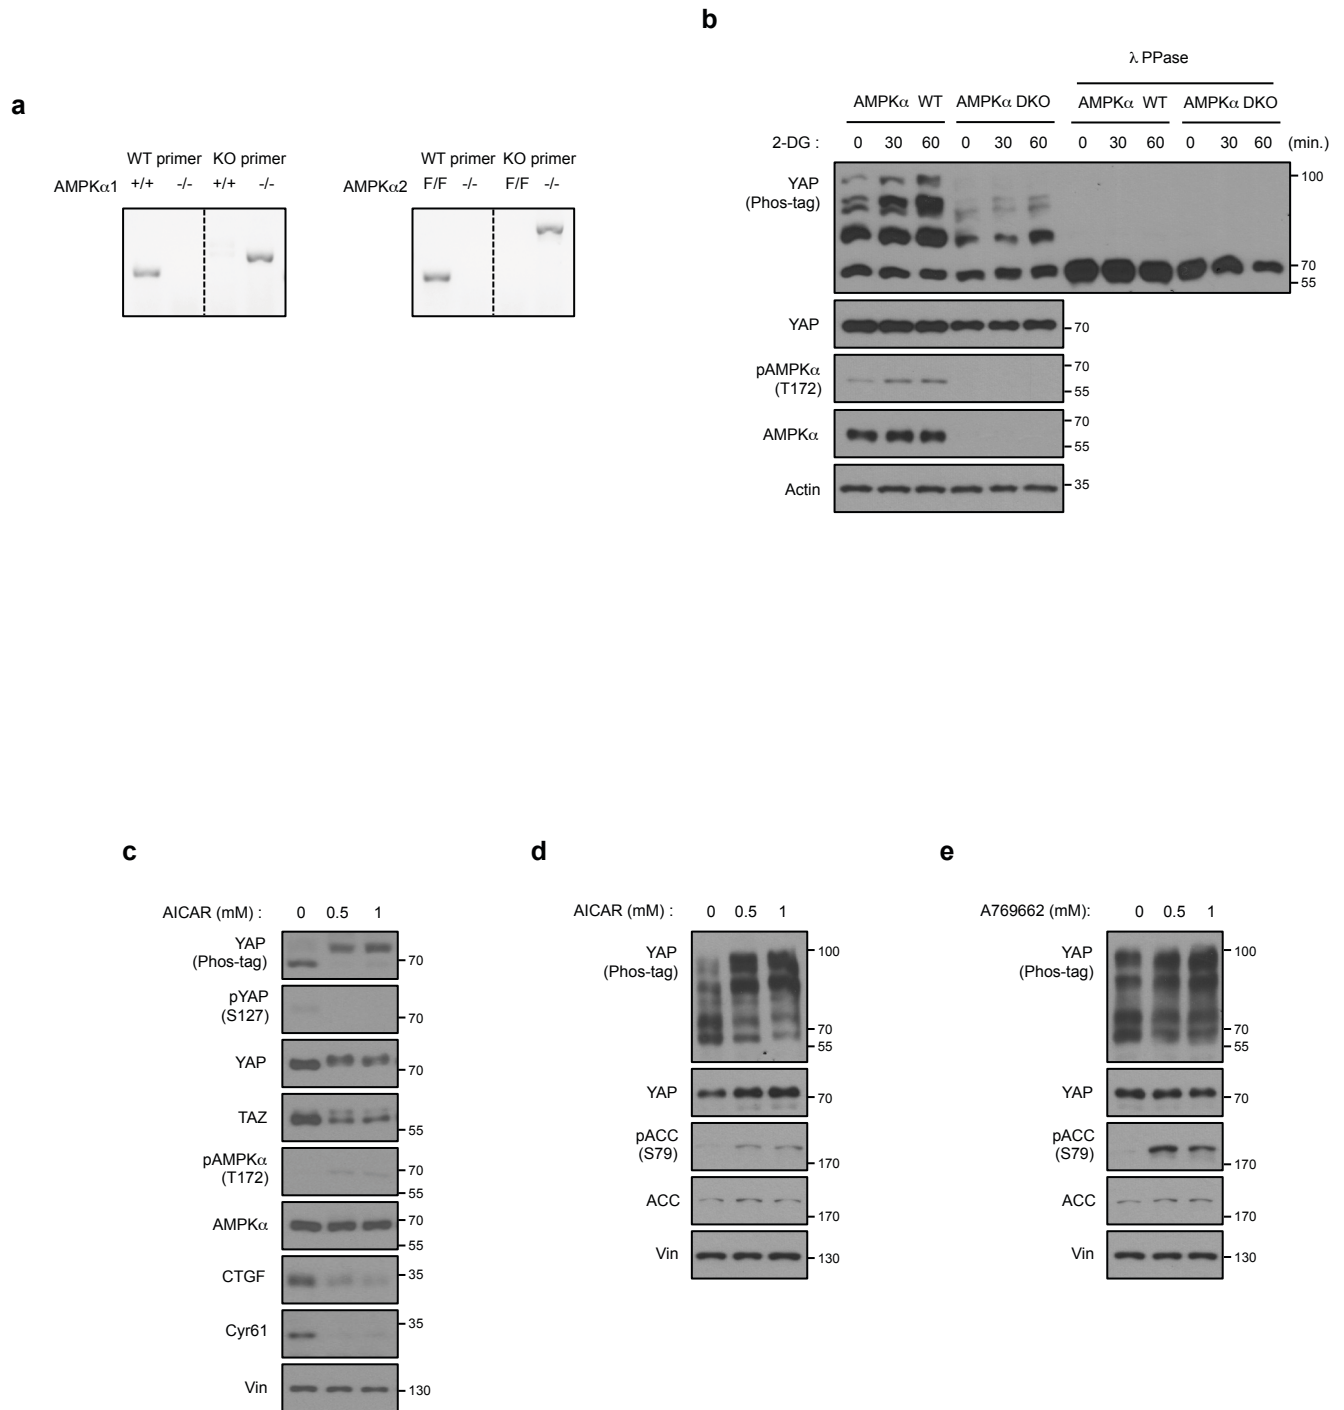 a
WT primer KO primer
AMPKα1 +/+ -/- +/+ -/-
WT primer KO primer
AMPKα2 F/F -/- F/F -/-
b
λ PPase
AMPKα WT AMPKα DKO AMPKα WT AMPKα DKO
2-DG : 0 30 60 0 30 60 0 30 60 0 30 60 (min.)
YAP
(Phos-tag)
100
70
55
YAP
70
pAMPKα
(T172)
70
55
AMPKα
70
55
Actin
35
c
AICAR (mM) : 0 0.5 1
YAP
(Phos-tag)
70
pYAP
(S127)
70
YAP
70
TAZ
55
pAMPKα
(T172)
70
55
AMPKα
70
55
CTGF
35
Cyr61
35
Vin
130
d
AICAR (mM) : 0 0.5 1
YAP
(Phos-tag)
100
70
55
YAP
70
pACC
(S79)
170
ACC
170
Vin
130
e
A769662 (mM): 0 0.5 1
YAP
(Phos-tag)
100
70
55
YAP
70
pACC
(S79)
170
ACC
170
Vin
130